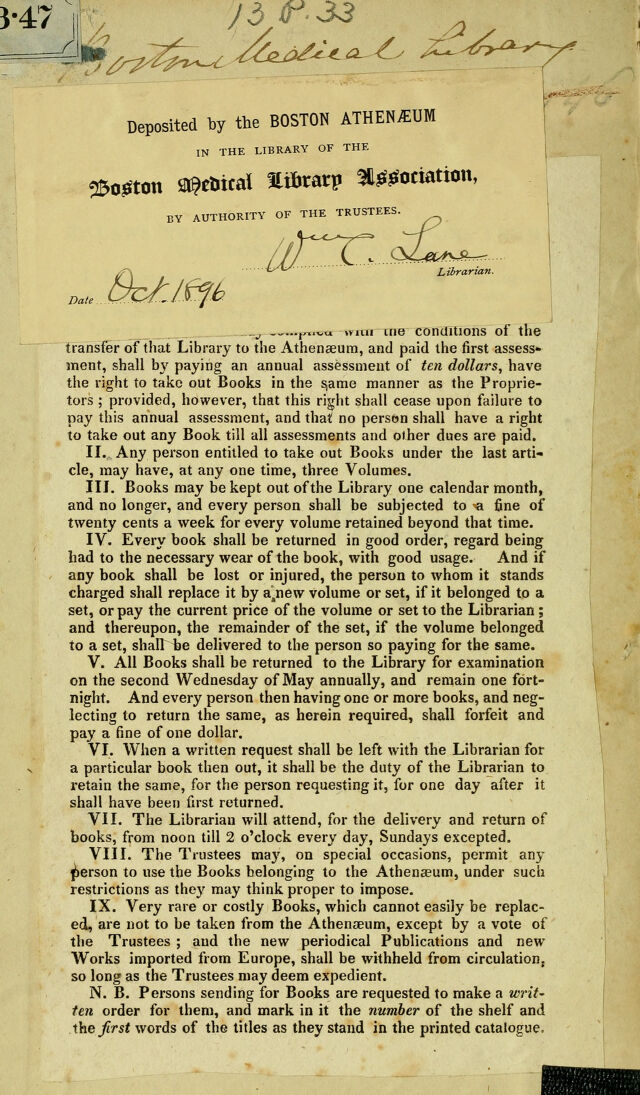 3·47
13 P. 33
Boston Medical Library
Deposited by the BOSTON ATHENÆUM
IN THE LIBRARY OF THE
Boston Medical Library Association,
BY AUTHORITY OF THE TRUSTEES.
Wm C. Lane
Librarian.
Date Oct. 1896
complied with the conditions of the
transfer of that Library to the Athenæum, and paid the first assess-
ment, shall by paying an annual assessment of ten dollars, have
the right to take out Books in the same manner as the Proprie-
tors ; provided, however, that this right shall cease upon failure to
pay this annual assessment, and that no person shall have a right
to take out any Book till all assessments and other dues are paid.
II. Any person entitled to take out Books under the last arti-
cle, may have, at any one time, three Volumes.
III. Books may be kept out of the Library one calendar month,
and no longer, and every person shall be subjected to a fine of
twenty cents a week for every volume retained beyond that time.
IV. Every book shall be returned in good order, regard being
had to the necessary wear of the book, with good usage. And if
any book shall be lost or injured, the person to whom it stands
charged shall replace it by a new volume or set, if it belonged to a
set, or pay the current price of the volume or set to the Librarian ;
and thereupon, the remainder of the set, if the volume belonged
to a set, shall be delivered to the person so paying for the same.
V. All Books shall be returned to the Library for examination
on the second Wednesday of May annually, and remain one fort-
night. And every person then having one or more books, and neg-
lecting to return the same, as herein required, shall forfeit and
pay a fine of one dollar.
VI. When a written request shall be left with the Librarian for
a particular book then out, it shall be the duty of the Librarian to
retain the same, for the person requesting it, for one day after it
shall have been first returned.
VII. The Librarian will attend, for the delivery and return of
books, from noon till 2 o'clock every day, Sundays excepted.
VIII. The Trustees may, on special occasions, permit any
person to use the Books belonging to the Athenæum, under such
restrictions as they may think proper to impose.
IX. Very rare or costly Books, which cannot easily be replac-
ed, are not to be taken from the Athenæum, except by a vote of
the Trustees ; and the new periodical Publications and new
Works imported from Europe, shall be withheld from circulation,
so long as the Trustees may deem expedient.
N. B. Persons sending for Books are requested to make a writ-
ten order for them, and mark in it the number of the shelf and
the first words of the titles as they stand in the printed catalogue.